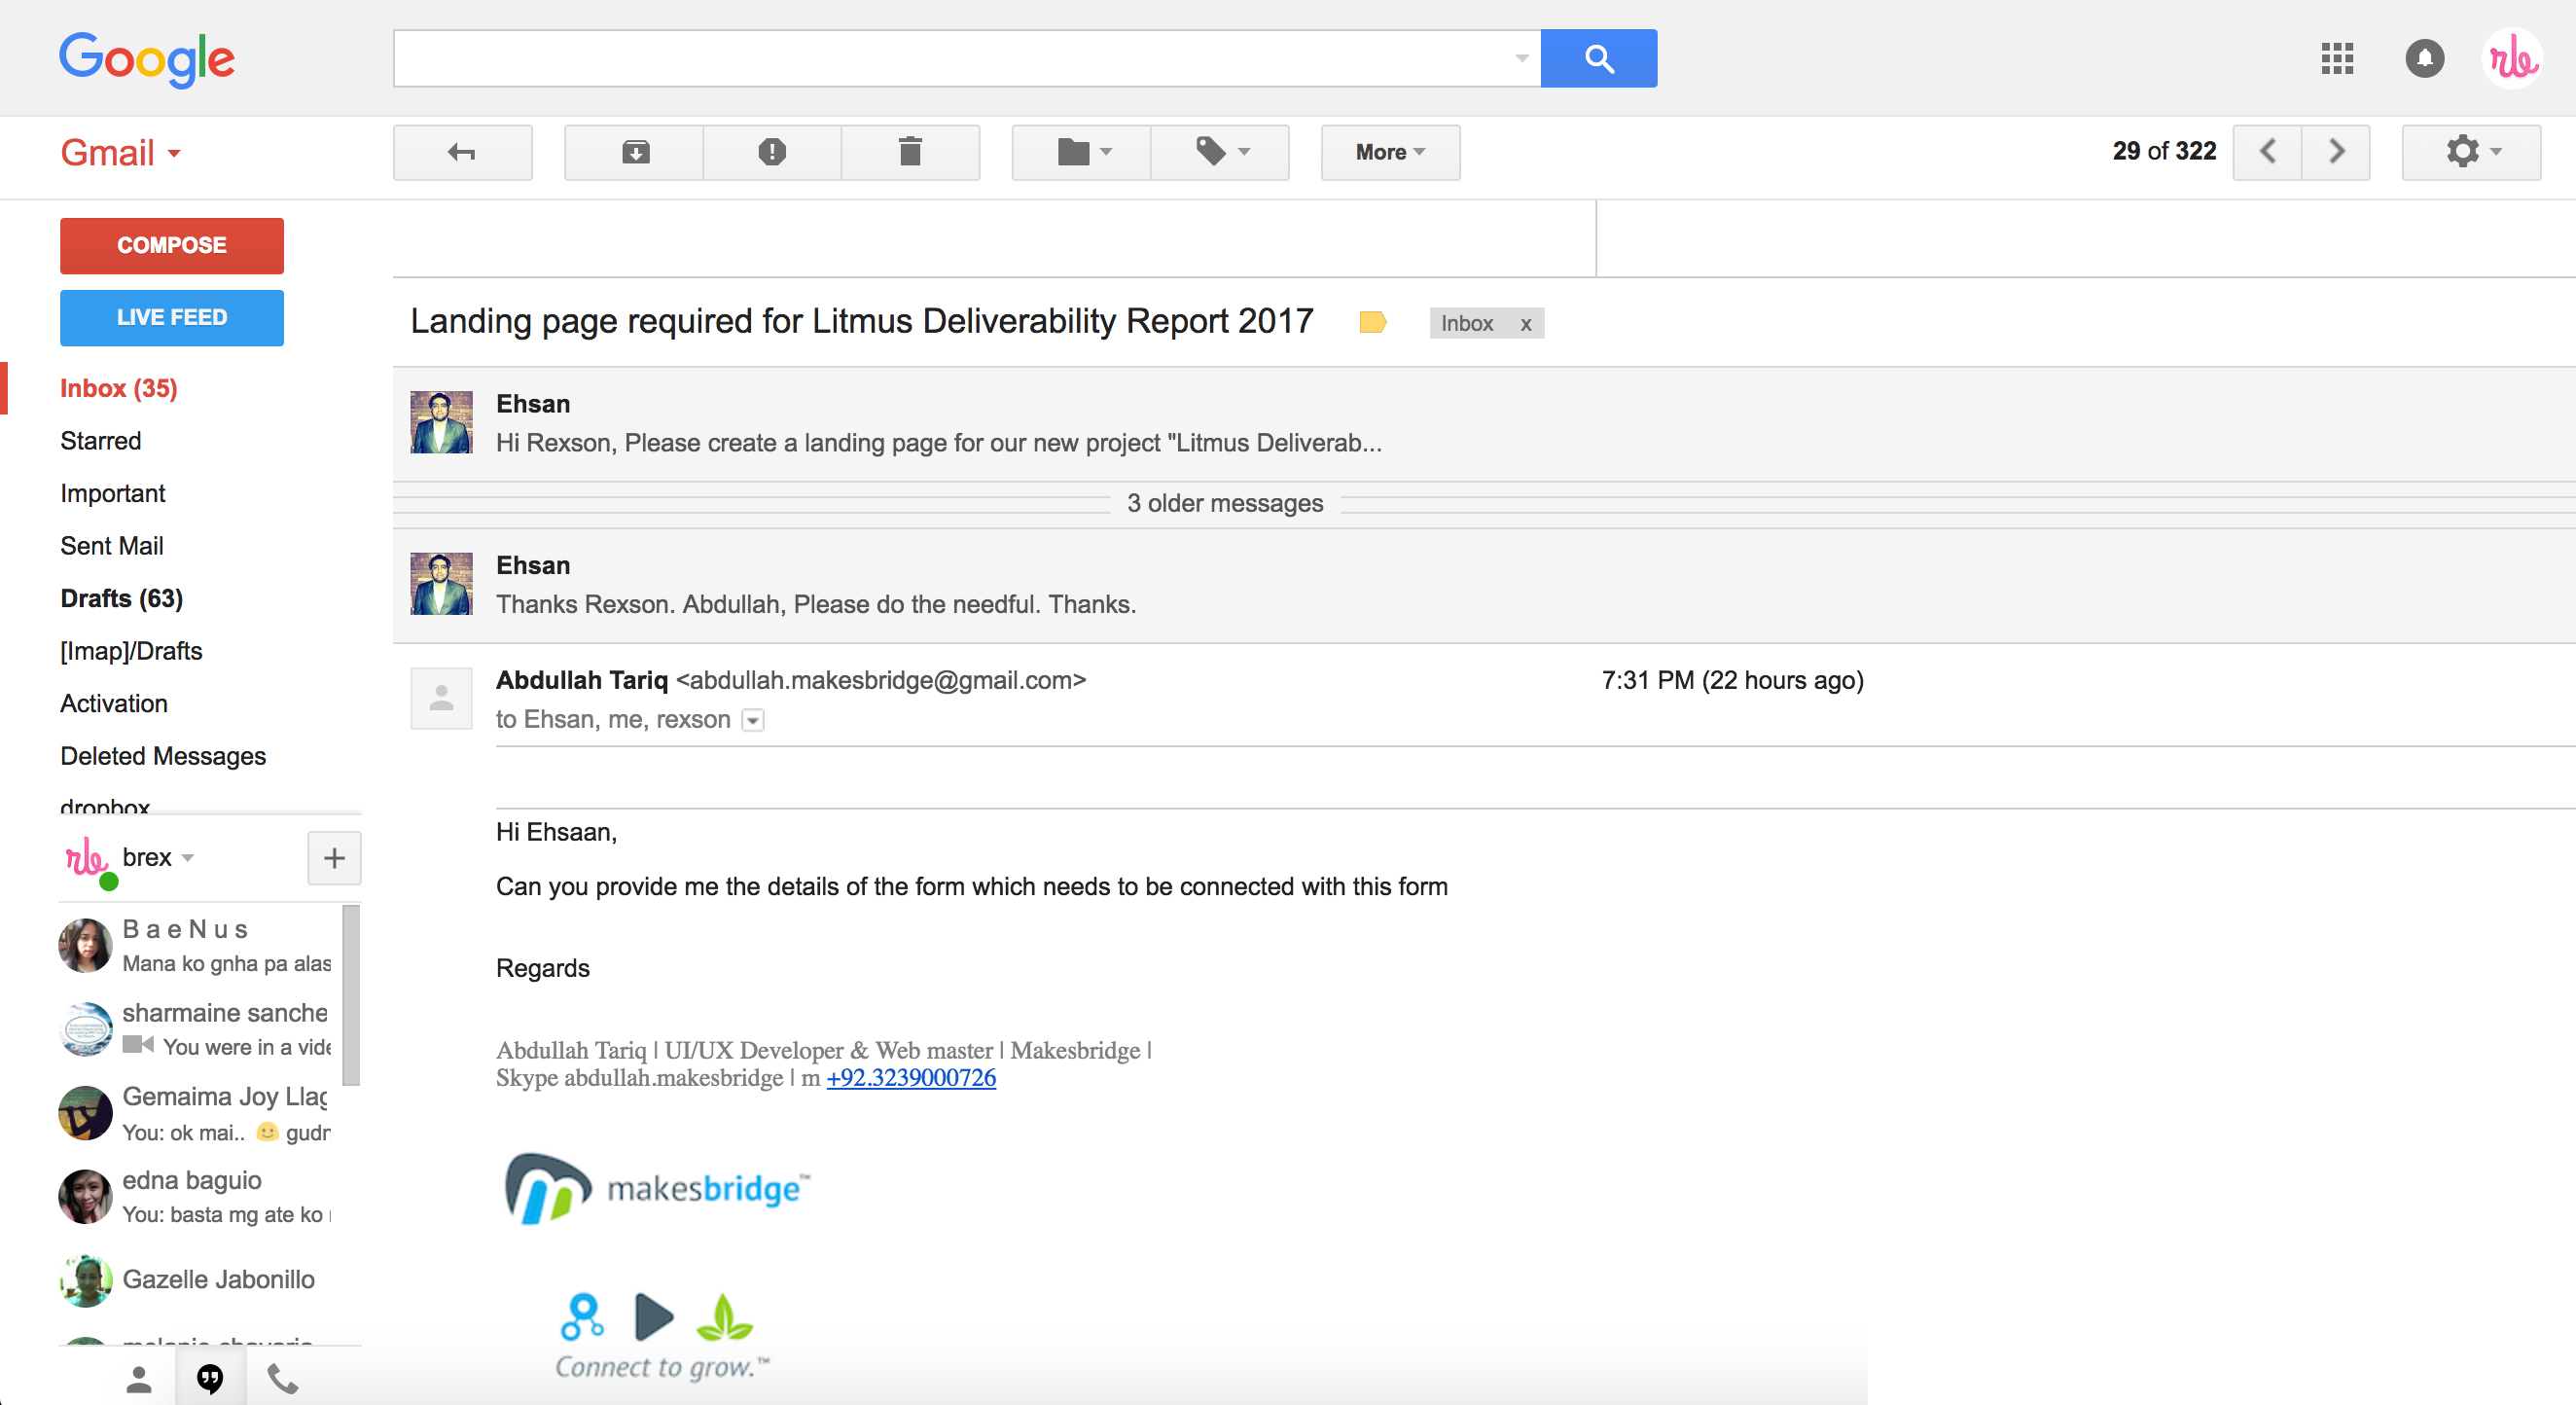 Google
Gmail
More
29 of 322
COMPOSE
LIVE FEED
Landing page required for Litmus Deliverability Report 2017
Inbox x
Inbox (35)
Starred
Important
Sent Mail
Drafts (63)
[Imap]/Drafts
Activation
Deleted Messages
dropbox
Ehsan
Hi Rexson, Please create a landing page for our new project "Litmus Deliverab...
3 older messages
Ehsan
Thanks Rexson. Abdullah, Please do the needful. Thanks.
Abdullah Tariq <abdullah.makesbridge@gmail.com>
7:31 PM (22 hours ago)
to Ehsan, me, rexson
Hi Ehsaan,
Can you provide me the details of the form which needs to be connected with this form
Regards
Abdullah Tariq | UI/UX Developer & Web master | Makesbridge |
Skype abdullah.makesbridge | m +92.3239000726
makesbridge™
Connect to grow.™
rb
rb
brex
B a e N u s
Mana ko gnha pa alas
sharmaine sanche
You were in a vide
Gemaima Joy Llag
You: ok mai.. gudn
edna baguio
You: basta mg ate ko
Gazelle Jabonillo